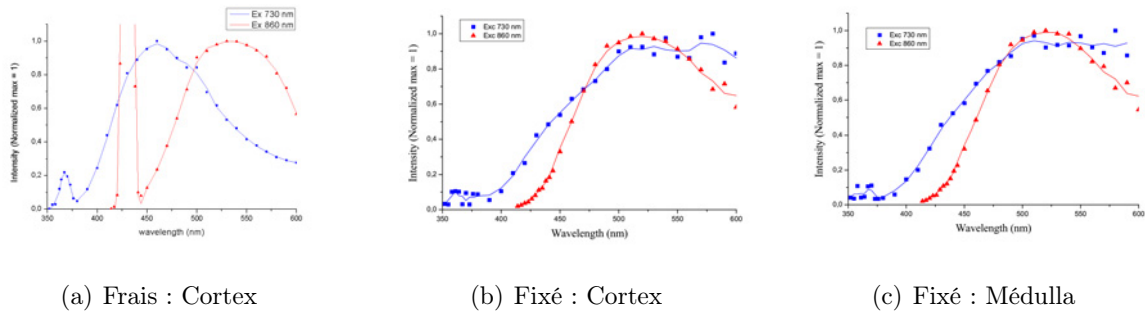 Ex 730 nm
Ex 860 nm
1,0
0,8
0,6
0,4
0,2
0,0
350 400 450 500 550 600
Intensity (Normalized max = 1)
wavelength (nm)
Exc 730 nm
Exc 860 nm
1,0
0,8
0,6
0,4
0,2
0,0
350 400 450 500 550 600
Intensity (Normalized max = 1)
Wavelength (nm)
Exc 730 nm
Exc 860 nm
1,0
0,8
0,6
0,4
0,2
0,0
350 400 450 500 550 600
Intensity (Normalized max = 1)
Wavelength (nm)
(a) Frais : Cortex
(b) Fixé : Cortex
(c) Fixé : Médulla